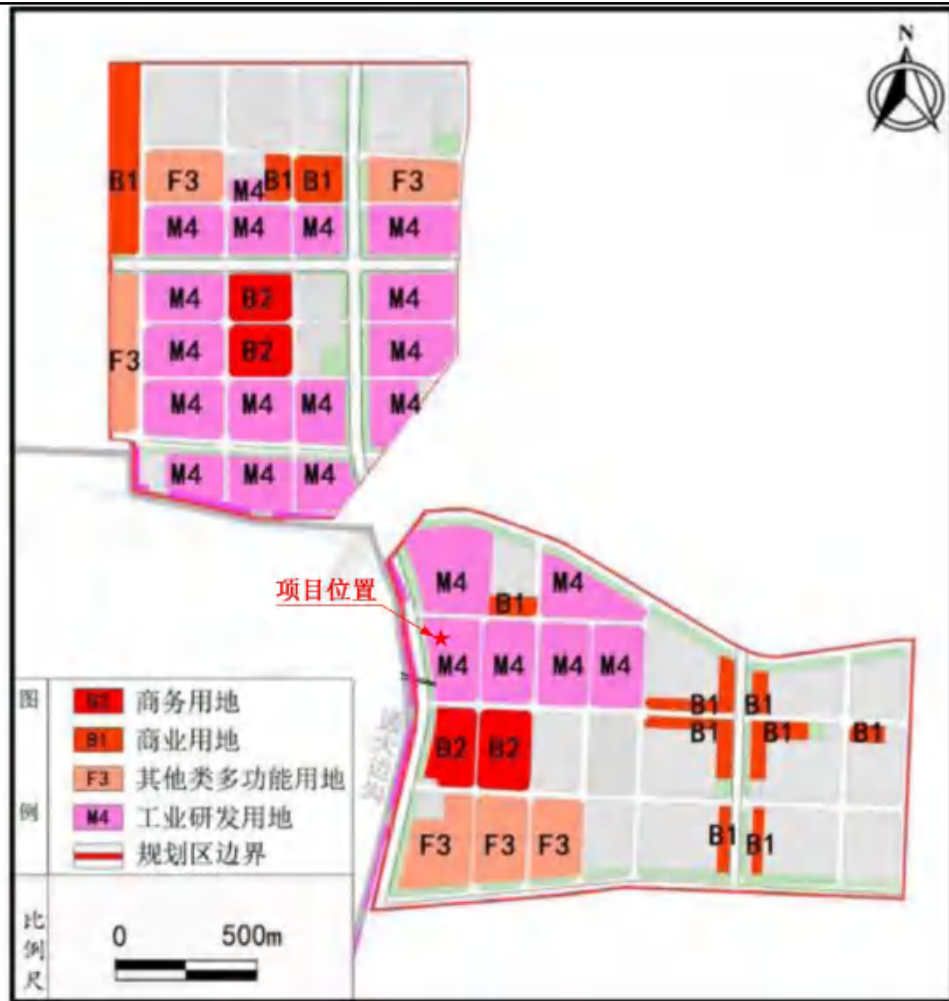 N
B1 F3 M4 B1 B1 F3
M4 M4 M4 M4
M4 B2 M4
F3 M4 B2 M4
M4 M4 M4 M4
M4 M4 M4
M4 M4
B1
项目位置
M4 M4 M4 M4
B1 B1
B1 B1 B1
B2 B2
F3 F3 F3
B1 B1
图例
商务用地
B1 商业用地
F3 其他类多功能用地
M4 工业研发用地
规划区边界
比例尺
0 500m